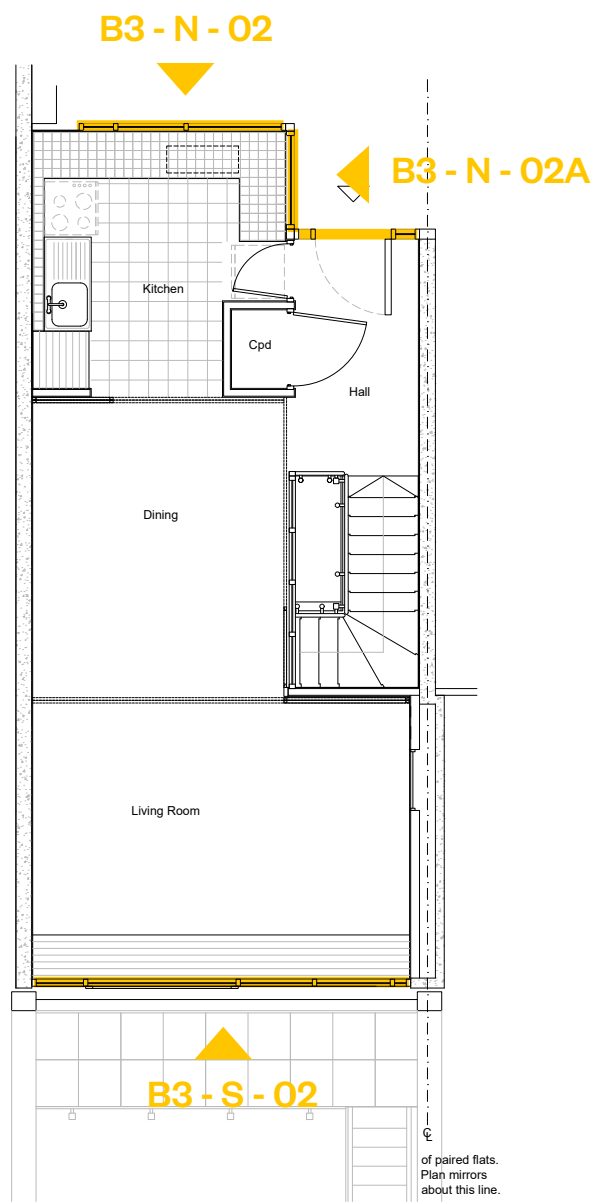 B3 - N - 02
B3 - N - 02A
Kitchen
Cpd
Hall
Dining
Living Room
B3 - S - 02
℄
of paired flats.
Plan mirrors
about this line.